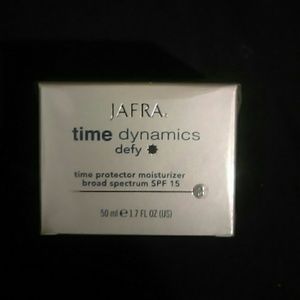 JAFRA
time dynamics
defy
time protector moisturizer
broad spectrum SPF 15
50 ml ℮ 1.7 FL OZ (US)